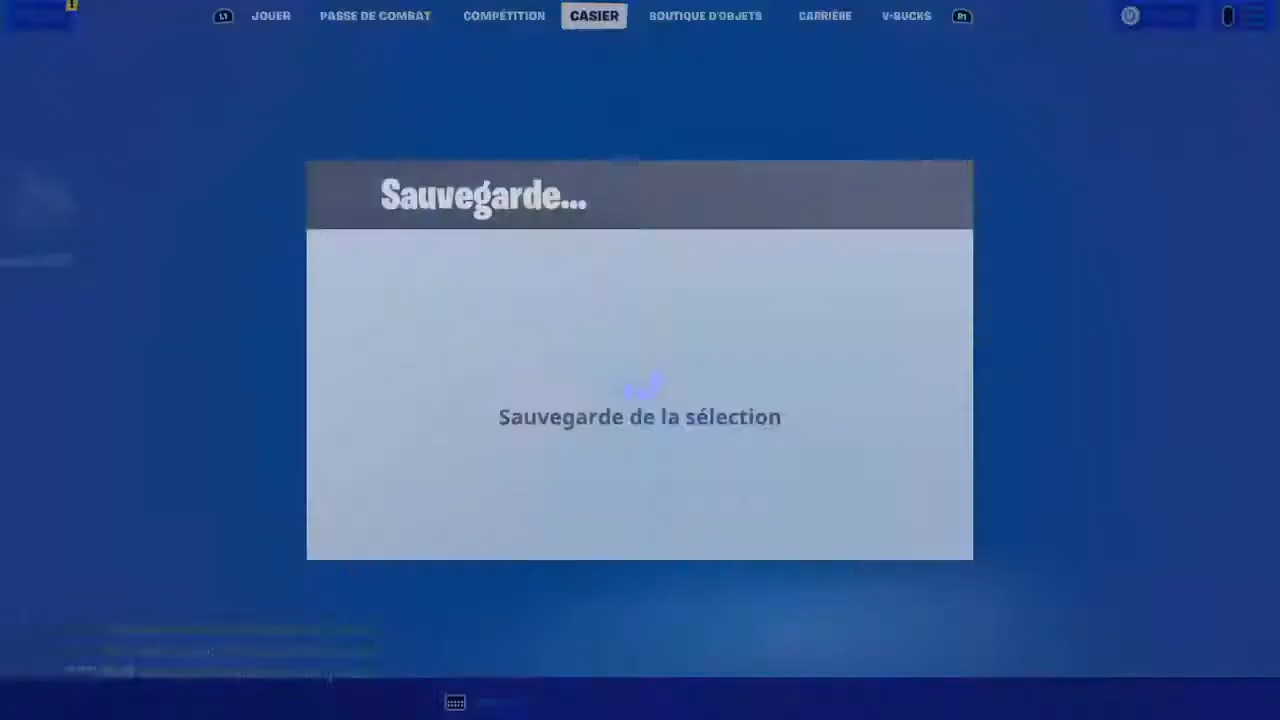 L1 JOUER PASSE DE COMBAT COMPÉTITION CASIER BOUTIQUE D'OBJETS CARRIÈRE V-BUCKS R1
Sauvegarde...
Sauvegarde de la sélection